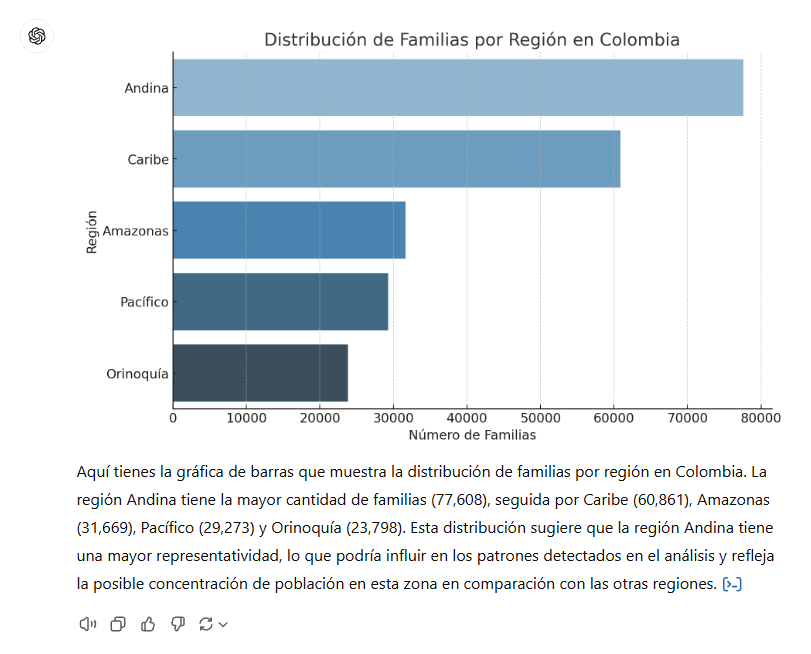 Distribución de Familias por Región en Colombia
Andina
Caribe
Amazonas
Pacífico
Orinoquía
Región
0 10000 20000 30000 40000 50000 60000 70000 80000
Número de Familias
Aquí tienes la gráfica de barras que muestra la distribución de familias por región en Colombia. La
región Andina tiene la mayor cantidad de familias (77,608), seguida por Caribe (60,861), Amazonas
(31,669), Pacífico (29,273) y Orinoquía (23,798). Esta distribución sugiere que la región Andina tiene
una mayor representatividad, lo que podría influir en los patrones detectados en el análisis y refleja
la posible concentración de población en esta zona en comparación con las otras regiones. [>-]